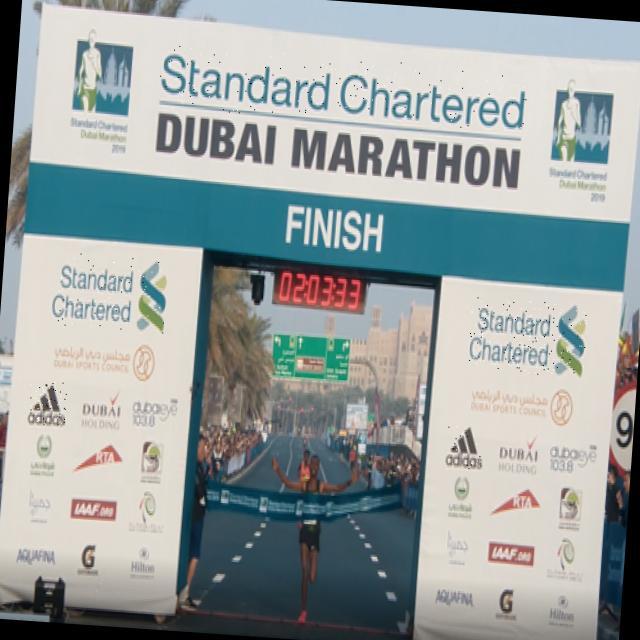 Standard Chartered
DUBAI MARATHON
Standard Chartered
Dubai Marathon
2019
Standard Chartered
Dubai Marathon
2019
FINISH
02:03:33
Standard
Chartered
مجلس دبي الرياضي
DUBAI SPORTS COUNCIL
adidas
DUBAI
HOLDING
dubaieye
103.8
RTA
IAAF.ORG
AQUAFINA
G
Hilton
Standard
Chartered
مجلس دبي الرياضي
DUBAI SPORTS COUNCIL
adidas
DUBAI
HOLDING
dubaieye
103.8
RTA
IAAF.ORG
AQUAFINA
G
Hilton
9